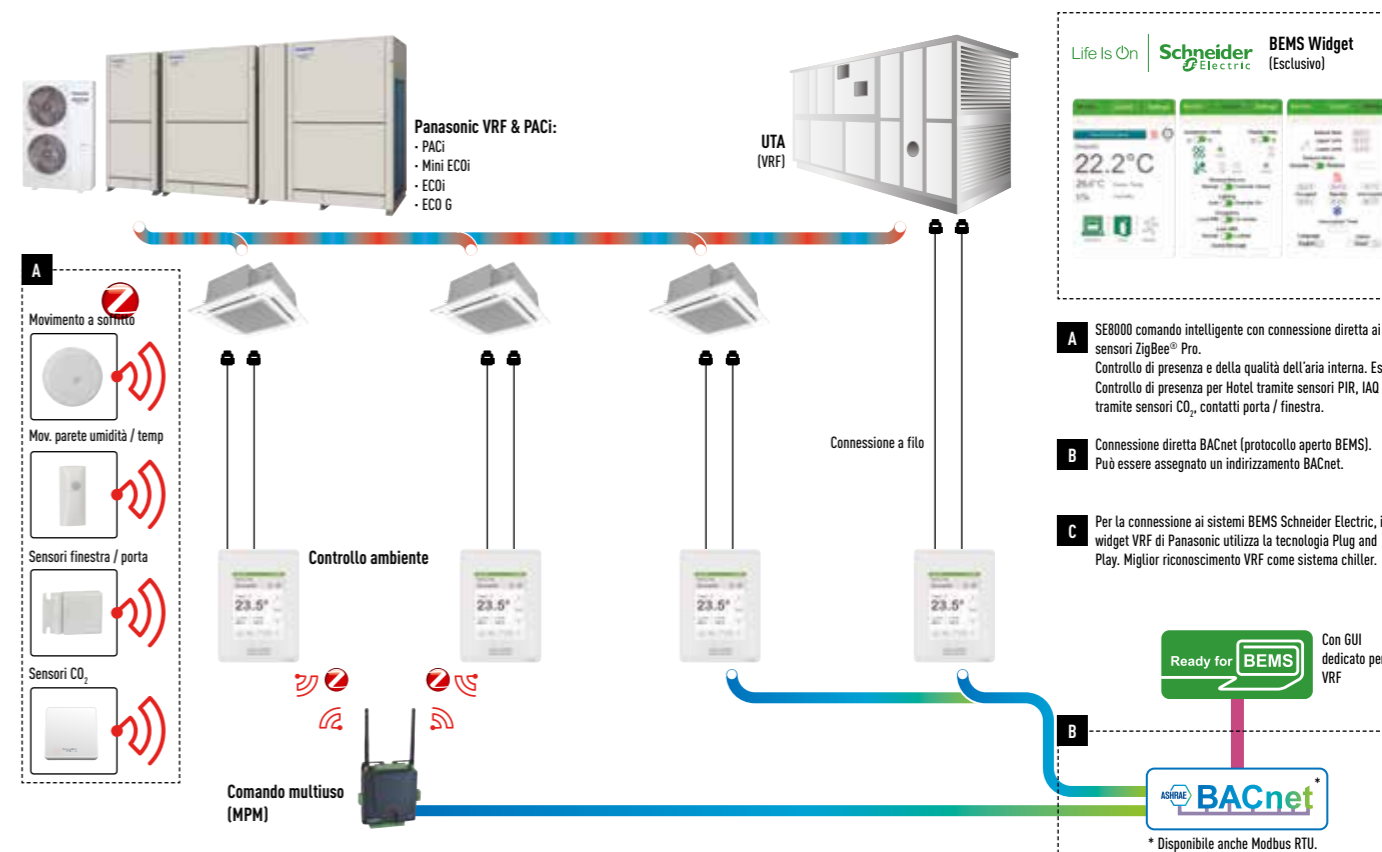 Panasonic VRF & PACi:
· PACi
· Mini ECOi
· ECOi
· ECO G
UTA
(VRF)
Life Is On
Schneider
Electric
BEMS Widget
(Esclusivo)
22.2°C
A
Movimento a soffitto
Mov. parete umidità / temp
Sensori finestra / porta
Sensori CO₂
Connessione a filo
Controllo ambiente
23.5°
23.5°
23.5°
23.5°
Comando multiuso
(MPM)
A
SE8000 comando intelligente con connessione diretta ai
sensori ZigBee® Pro.
Controllo di presenza e della qualità dell'aria interna. Es
Controllo di presenza per Hotel tramite sensori PIR, IAQ
tramite sensori CO₂, contatti porta / finestra.
B
Connessione diretta BACnet (protocollo aperto BEMS).
Può essere assegnato un indirizzamento BACnet.
C
Per la connessione ai sistemi BEMS Schneider Electric, i
widget VRF di Panasonic utilizza la tecnologia Plug and
Play. Miglior riconoscimento VRF come sistema chiller.
Ready for BEMS
Con GUI
dedicato per
VRF
B
ASHRAE BACnet*
* Disponibile anche Modbus RTU.